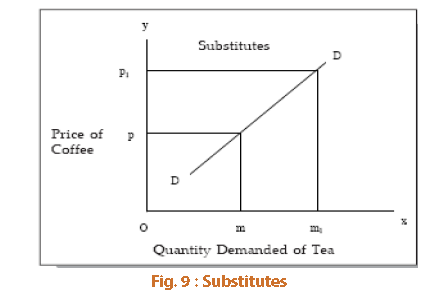 y
Substitutes
D
P₁
Price of
Coffee
P
D
O
m
m₁
x
Quantity Demanded of Tea
Fig. 9 : Substitutes